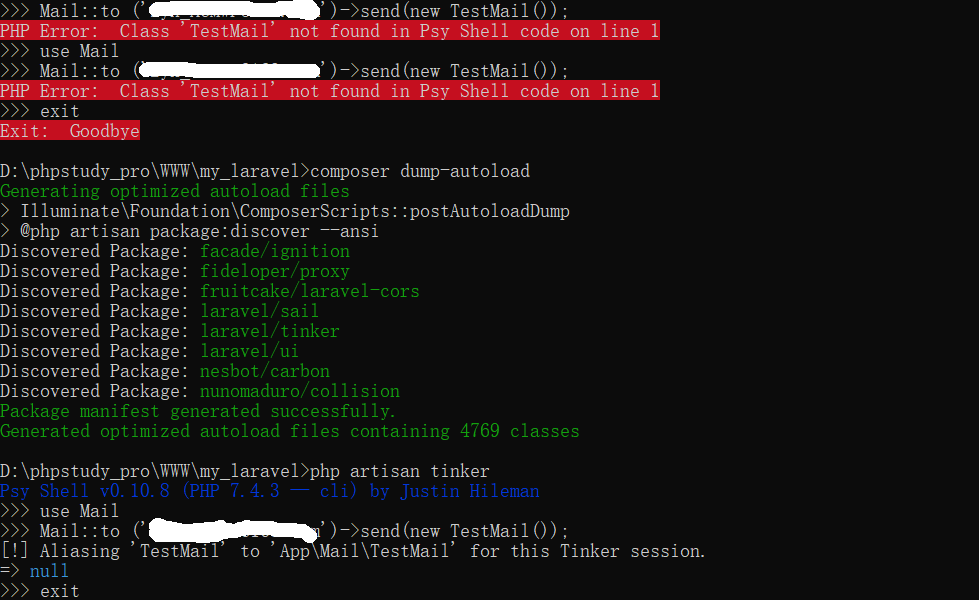 >>> Mail::to ('')->send(new TestMail());
PHP Error:  Class 'TestMail' not found in Psy Shell code on line 1
>>> use Mail
>>> Mail::to ('')->send(new TestMail());
PHP Error:  Class 'TestMail' not found in Psy Shell code on line 1
>>> exit
Exit:  Goodbye
D:\phpstudy_pro\WWW\my_laravel>composer dump-autoload
Generating optimized autoload files
> Illuminate\Foundation\ComposerScripts::postAutoloadDump
> @php artisan package:discover --ansi
Discovered Package: facade/ignition
Discovered Package: fideloper/proxy
Discovered Package: fruitcake/laravel-cors
Discovered Package: laravel/sail
Discovered Package: laravel/tinker
Discovered Package: laravel/ui
Discovered Package: nesbot/carbon
Discovered Package: nunomaduro/collision
Package manifest generated successfully.
Generated optimized autoload files containing 4769 classes
D:\phpstudy_pro\WWW\my_laravel>php artisan tinker
Psy Shell v0.10.8 (PHP 7.4.3 — cli) by Justin Hileman
>>> use Mail
>>> Mail::to ('')->send(new TestMail());
[!] Aliasing 'TestMail' to 'App\Mail\TestMail' for this Tinker session.
=> null
>>> exit